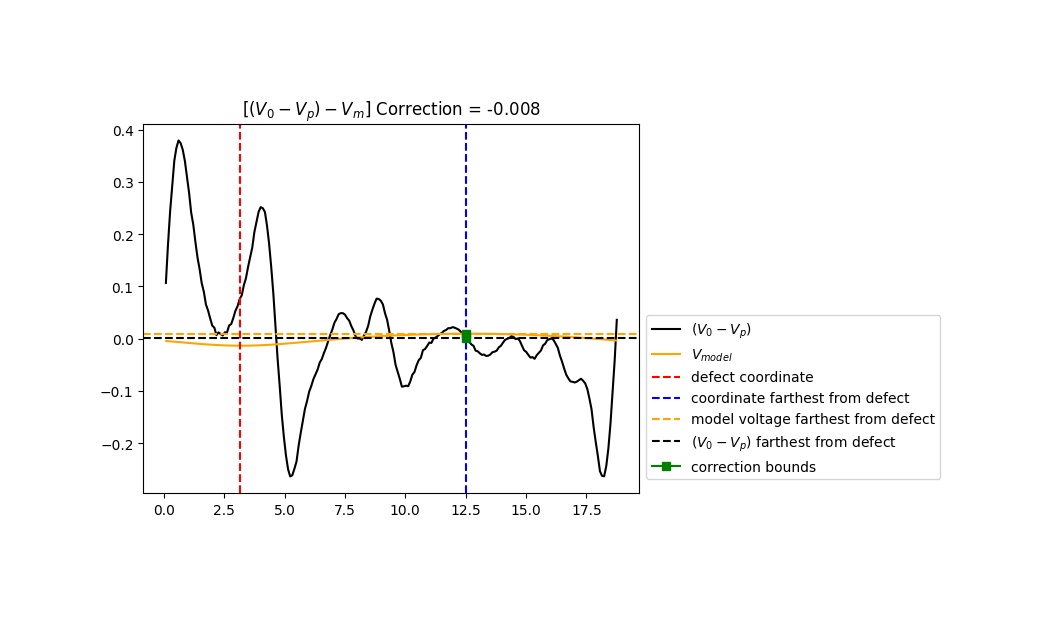 [(V₀ − Vₚ) − Vₘ] Correction = -0.008
0.4
0.3
0.2
0.1
0.0
−0.1
−0.2
0.0 2.5 5.0 7.5 10.0 12.5 15.0 17.5
(V₀ − Vₚ)
V_model
defect coordinate
coordinate farthest from defect
model voltage farthest from defect
(V₀ − Vₚ) farthest from defect
correction bounds